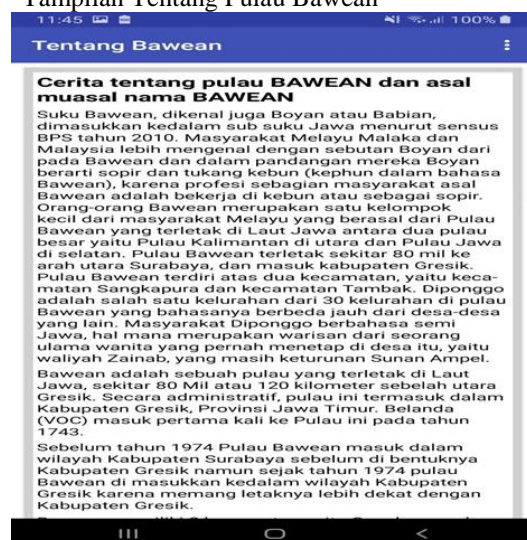 Tampilan Tentang Pulau Bawean
11:45 100%
Tentang Bawean
Cerita tentang pulau BAWEAN dan asal
muasal nama BAWEAN
Suku Bawean, dikenal juga Boyan atau Babian,
dimasukkan kedalam sub suku Jawa menurut sensus
BPS tahun 2010. Masyarakat Melayu Malaka dan
Malaysia lebih mengenal dengan sebutan Boyan dari
pada Bawean dan dalam pandangan mereka Boyan
berarti sopir dan tukang kebun (kephun dalam bahasa
Bawean), karena profesi sebagian masyarakat asal
Bawean adalah bekerja di kebun atau sebagai sopir.
Orang-orang Bawean merupakan satu kelompok
kecil dari masyarakat Melayu yang berasal dari Pulau
Bawean yang terletak di Laut Jawa antara dua pulau
besar yaitu Pulau Kalimantan di utara dan Pulau Jawa
di selatan. Pulau Bawean terletak sekitar 80 mil ke
arah utara Surabaya, dan masuk kabupaten Gresik.
Pulau Bawean terdiri atas dua kecamatan, yaitu keca-
matan Sangkapura dan kecamatan Tambak. Diponggo
adalah salah satu kelurahan dari 30 kelurahan di pulau
Bawean yang bahasanya berbeda jauh dari desa-desa
yang lain. Masyarakat Diponggo berbahasa semi
Jawa, hal mana merupakan warisan dari seorang
ulama wanita yang pernah menetap di desa itu, yaitu
waliyah Zainab, yang masih keturunan Sunan Ampel.
Bawean adalah sebuah pulau yang terletak di Laut
Jawa, sekitar 80 Mil atau 120 kilometer sebelah utara
Gresik. Secara administratif, pulau ini termasuk dalam
Kabupaten Gresik, Provinsi Jawa Timur. Belanda
(VOC) masuk pertama kali ke Pulau ini pada tahun
1743.
Sebelum tahun 1974 Pulau Bawean masuk dalam
wilayah Kabupaten Surabaya sebelum di bentuknya
Kabupaten Gresik namun sejak tahun 1974 pulau
Bawean di masukkan kedalam wilayah Kabupaten
Gresik karena memang letaknya lebih dekat dengan
Kabupaten Gresik.